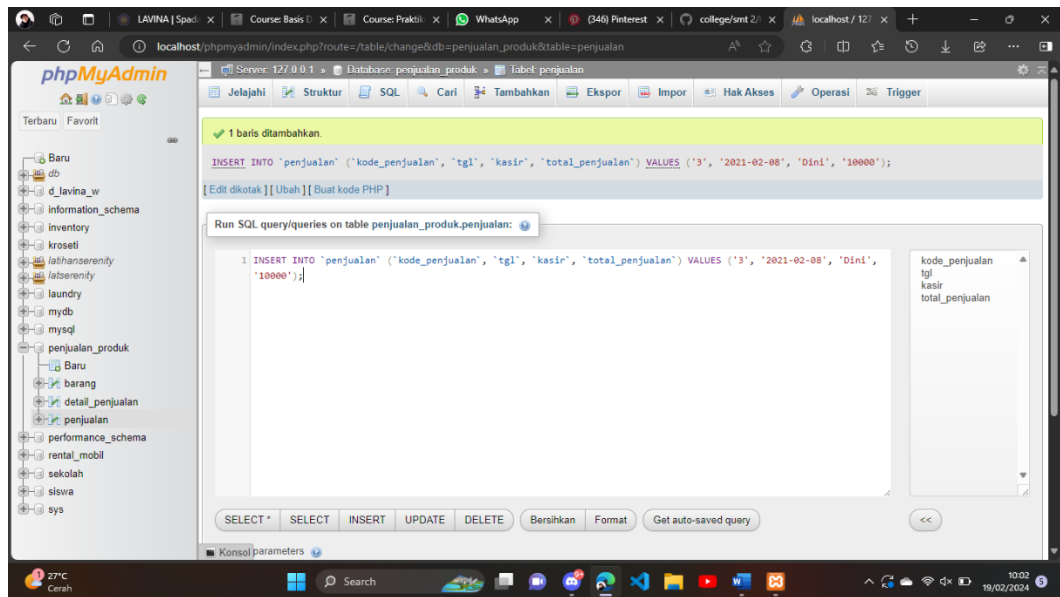 LAVINA | Spad
Course: Basis D
Course: Praktik
WhatsApp
(346) Pinterest
college/smt 2/
localhost / 127
localhost/phpmyadmin/index.php?route=/table/change&db=penjualan_produk&table=penjualan
phpMyAdmin
Terbaru Favorit
Baru
db
d_lavina_w
information_schema
inventory
kroseti
latihanserenity
latserenity
laundry
mydb
mysql
penjualan_produk
Baru
barang
detail_penjualan
penjualan
performance_schema
rental_mobil
sekolah
siswa
sys
Server: 127.0.0.1 » Database: penjualan_produk » Tabel: penjualan
Jelajahi Struktur SQL Cari Tambahkan Ekspor Impor Hak Akses Operasi Trigger
1 baris ditambahkan.
INSERT INTO `penjualan` (`kode_penjualan`, `tgl`, `kasir`, `total_penjualan`) VALUES ('3', '2021-02-08', 'Dini', '10000');
[ Edit dikotak ] [ Ubah ] [ Buat kode PHP ]
Run SQL query/queries on table penjualan_produk.penjualan:
1 INSERT INTO `penjualan` (`kode_penjualan`, `tgl`, `kasir`, `total_penjualan`) VALUES ('3', '2021-02-08', 'Dini',
'10000');
kode_penjualan
tgl
kasir
total_penjualan
SELECT * SELECT INSERT UPDATE DELETE Bersihkan Format Get auto-saved query <<
Konsol parameters
1
27°C
Cerah
Search
10:02
19/02/2024
5